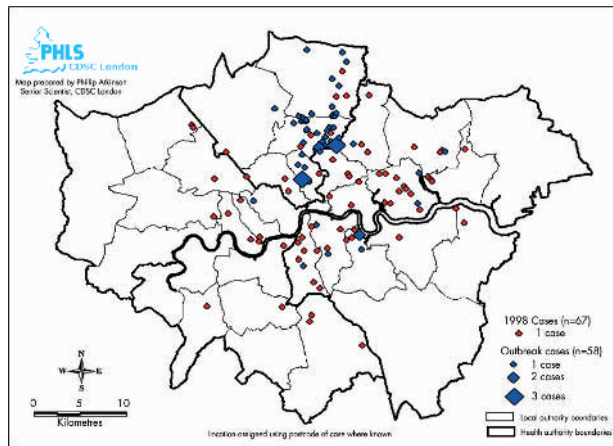 PHLS
CDSC London
Map prepared by Phillip Atkinson
Senior Scientist, CDSC London
1998 Cases (n=67)
1 case
Outbreak cases (n=58)
1 case
2 cases
3 cases
Local authority boundaries
Health authority boundaries
N
W E
S
0 5 10
Kilometres
Location assigned using postcode of case where known